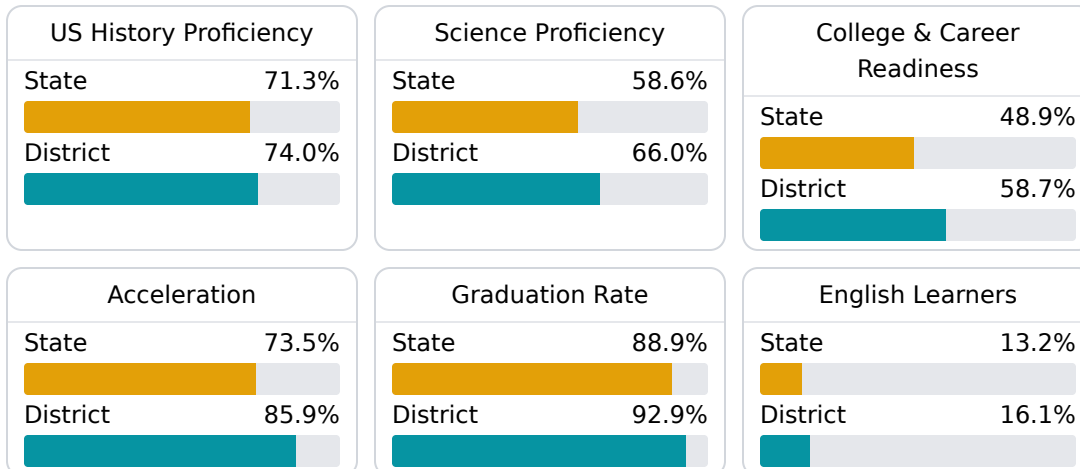 US History Proficiency
State 71.3%
District 74.0%
Science Proficiency
State 58.6%
District 66.0%
College & Career
Readiness
State 48.9%
District 58.7%
Acceleration
State 73.5%
District 85.9%
Graduation Rate
State 88.9%
District 92.9%
English Learners
State 13.2%
District 16.1%